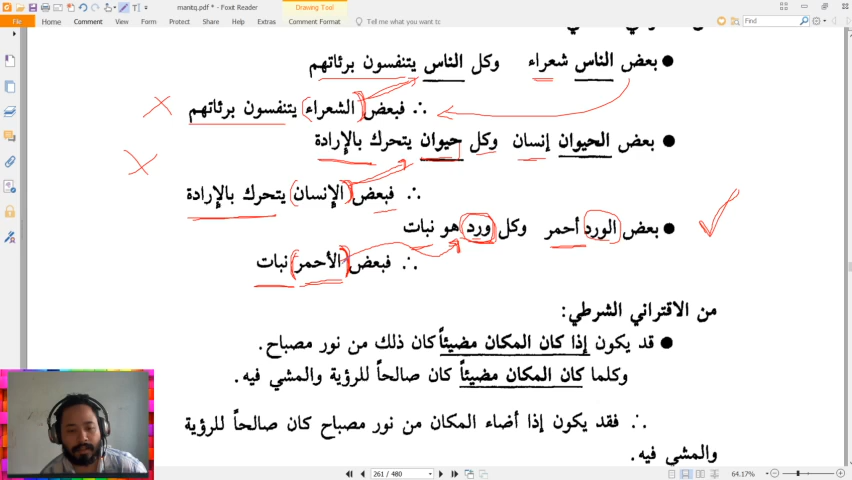 mantq.pdf * - Foxit Reader
Drawing Tool
File Home Comment View Form Protect Share Help Extras Comment Format Tell me what you want to
Find
● بعض الناس شعراء وكل الناس يتنفسون برئاتهم
∴ فبعض الشعراء يتنفسون برئاتهم
● بعض الحيوان إنسان وكل حيوان يتحرك بالإرادة
∴ فبعض الإنسان يتحرك بالإرادة
● بعض الورد أحمر وكل ورد هو نبات
∴ فبعض الأحمر نبات
من الاقتراني الشرطي:
● قد يكون إذا كان المكان مضيئاً كان ذلك من نور مصباح.
وكلما كان المكان مضيئاً كان صالحاً للرؤية والمشي فيه.
∴ فقد يكون إذا أضاء المكان من نور مصباح كان صالحاً للرؤية
والمشي فيه.
261 / 480
64.17%